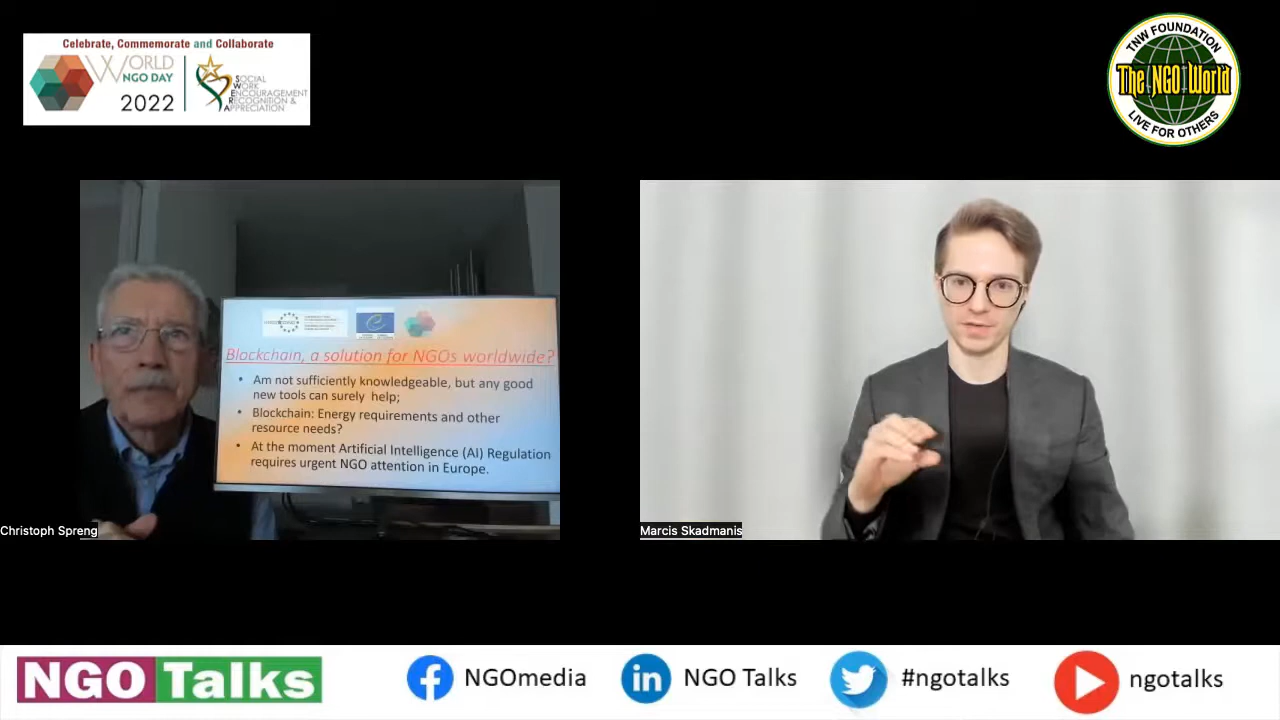 Celebrate, Commemorate and Collaborate
WORLD
NGO DAY
2022
SOCIAL
WORK
ENCOURAGEMENT
RECOGNITION &
APPRECIATION
TNW FOUNDATION
The NGO World
LIVE FOR OTHERS
Blockchain, a solution for NGOs worldwide?
• Am not sufficiently knowledgeable, but any good
new tools can surely help;
• Blockchain: Energy requirements and other
resource needs?
• At the moment Artificial Intelligence (AI) Regulation
requires urgent NGO attention in Europe.
Christoph Spreng
Marcis Skadmanis
NGO Talks
NGOmedia
NGO Talks
#ngotalks
ngotalks